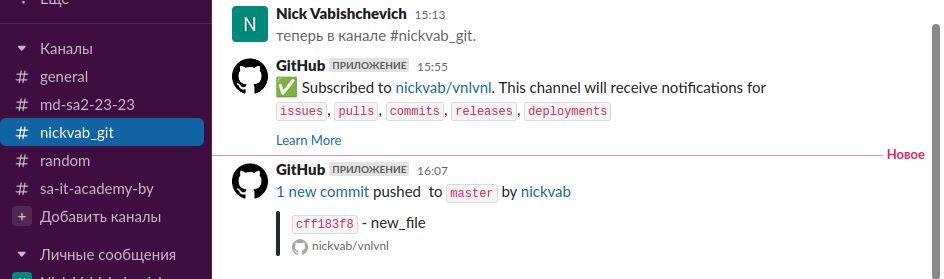 Ещё
Каналы
# general
# md-sa2-23-23
# nickvab_git
# random
# sa-it-academy-by
+ Добавить каналы
Личные сообщения
N
Nick Vabishchevich 15:13
теперь в канале #nickvab_git.
GitHub ПРИЛОЖЕНИЕ 15:55
✅ Subscribed to nickvab/vnlvnl. This channel will receive notifications for
issues, pulls, commits, releases, deployments
Learn More
Новое
GitHub ПРИЛОЖЕНИЕ 16:07
1 new commit pushed to master by nickvab
cff183f8 - new_file
nickvab/vnlvnl